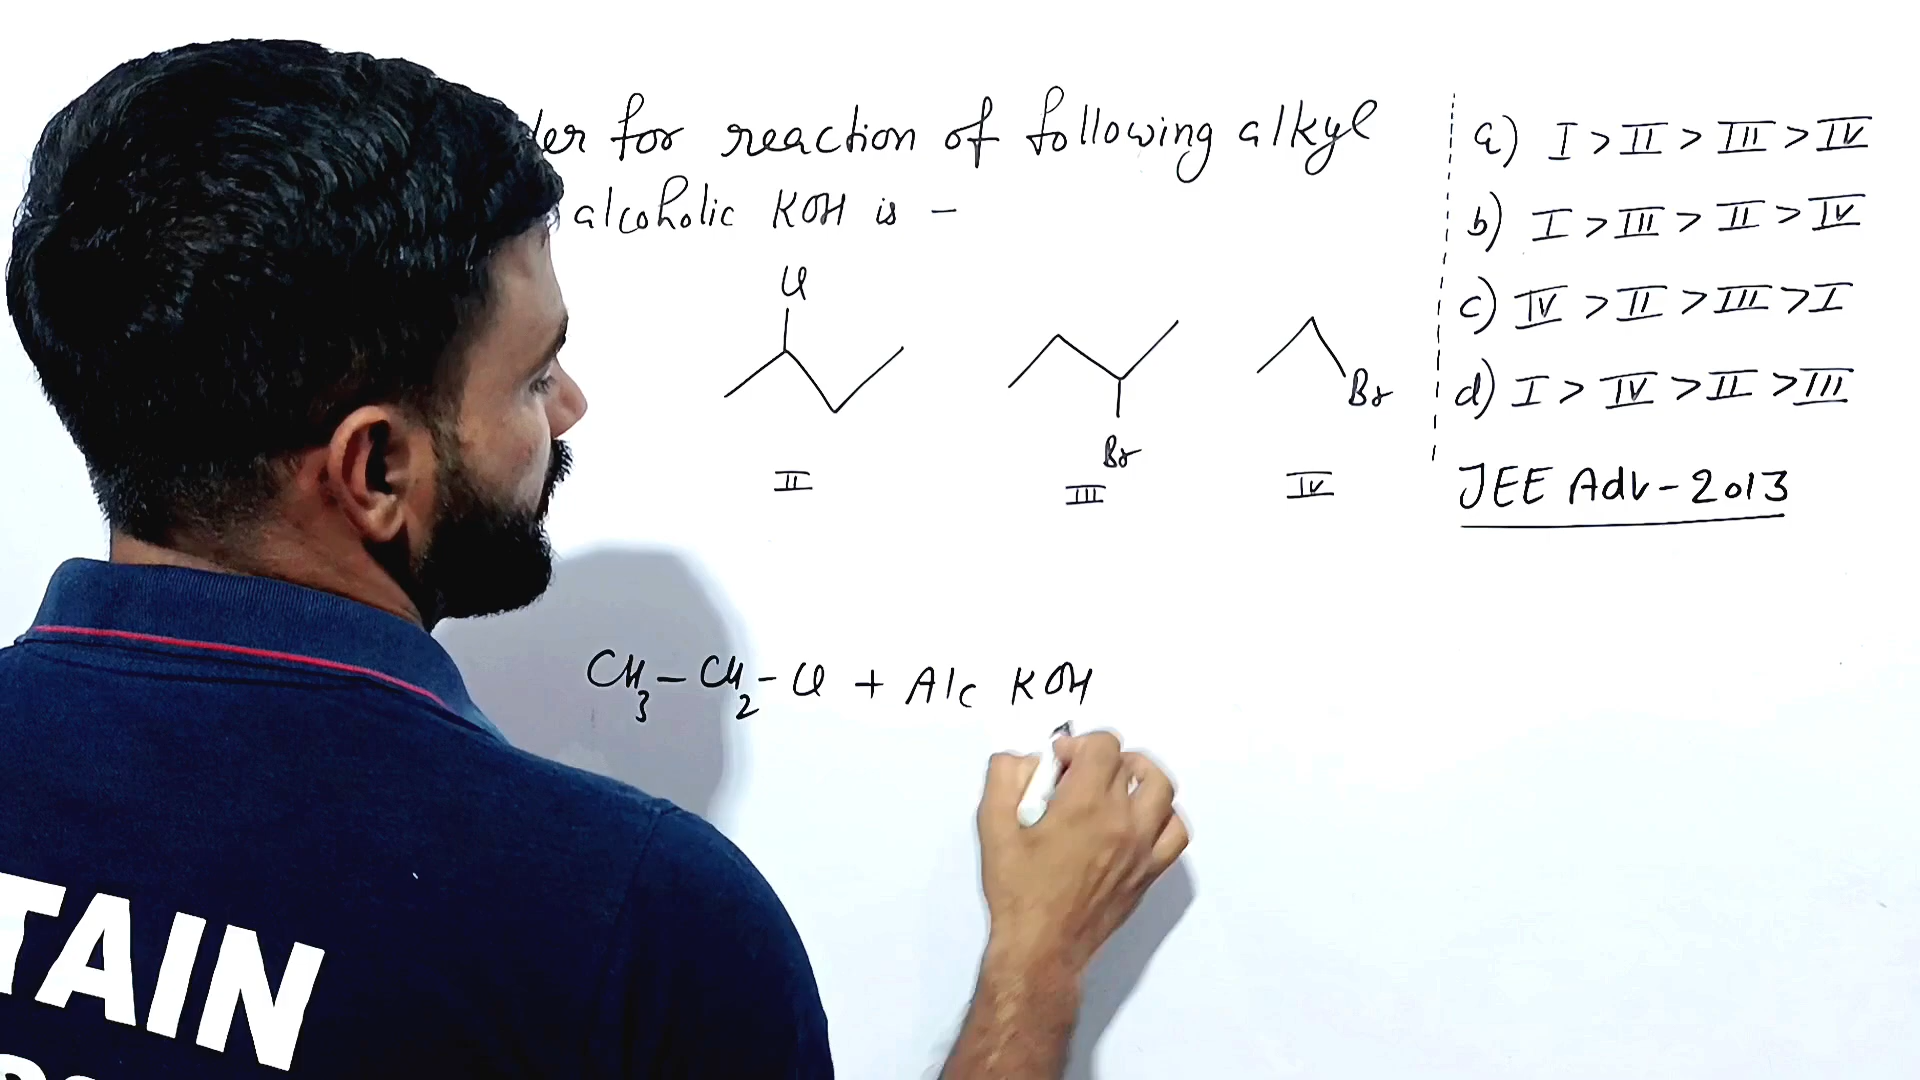 for reaction of following alkyl
alcoholic KOH is -
Cl
Br
Br
II
III
IV
a) I > II > III > IV
b) I > III > II > IV
c) IV > II > III > I
d) I > IV > II > III
JEE Adv-2013
CH3-CH2-Cl + Alc KOH
TAIN